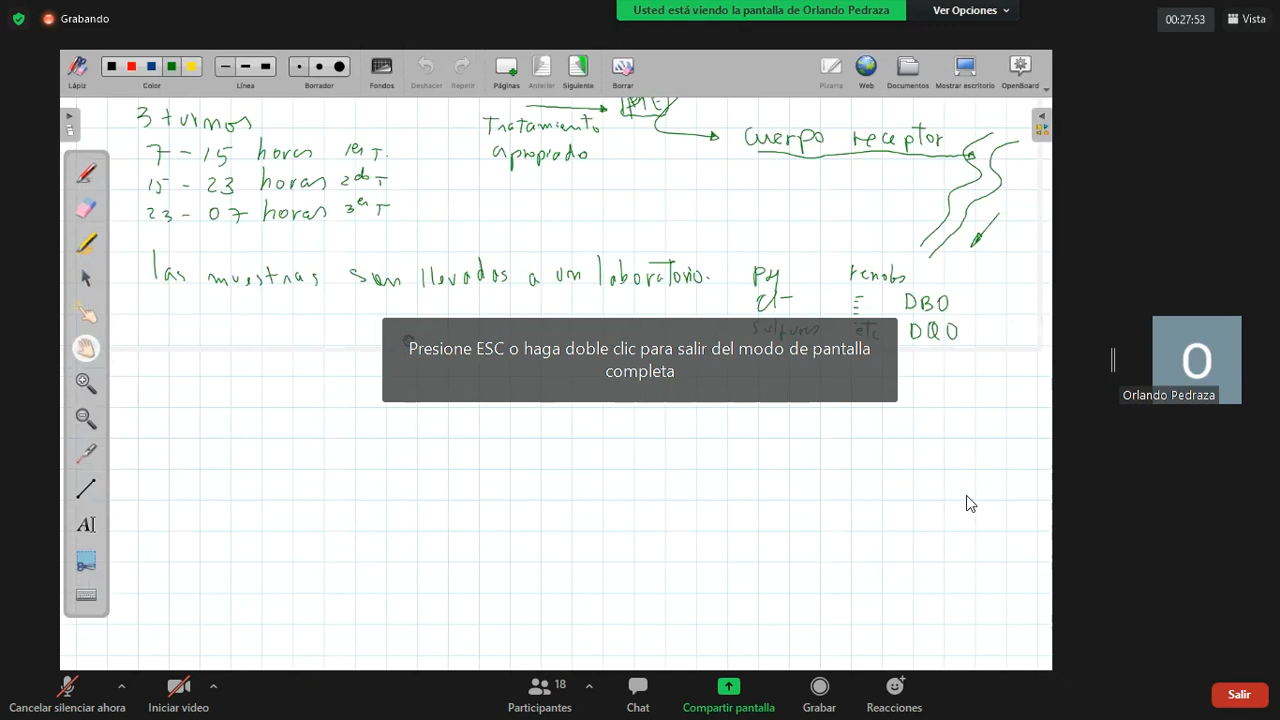 Grabando
Usted está viendo la pantalla de Orlando Pedraza
Ver Opciones
00:27:53
Vista
Lápiz
Color
Línea
Borrador
Fondos
Deshacer
Repetir
Páginas
Anterior
Siguiente
Borrar
Pizarra
Web
Documentos
Mostrar escritorio
OpenBoard
3 turnos
7 - 15 horas 1er T.
15 - 23 horas 2do T
23 - 07 horas 3er T
Tratamiento
apropiado
cuerpo receptor
las muestras son llevadas a un laboratorio.
pH
Cl-
sulfuros
Fenoles
etc
DBO
DQO
Presione ESC o haga doble clic para salir del modo de pantalla
completa
AI
O
Orlando Pedraza
Cancelar silenciar ahora
Iniciar video
18
Participantes
Chat
Compartir pantalla
Grabar
Reacciones
Salir